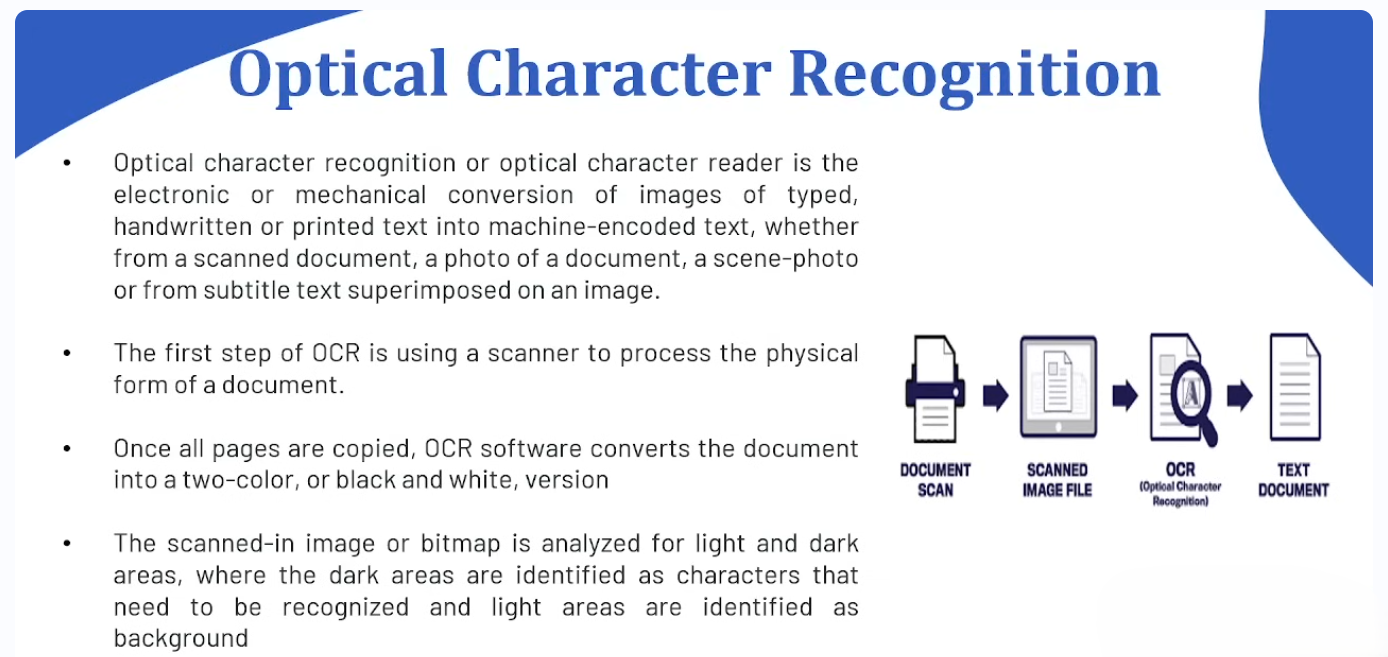 Optical Character Recognition
• Optical character recognition or optical character reader is the
electronic or mechanical conversion of images of typed,
handwritten or printed text into machine-encoded text, whether
from a scanned document, a photo of a document, a scene-photo
or from subtitle text superimposed on an image.
• The first step of OCR is using a scanner to process the physical
form of a document.
• Once all pages are copied, OCR software converts the document
into a two-color, or black and white, version
• The scanned-in image or bitmap is analyzed for light and dark
areas, where the dark areas are identified as characters that
need to be recognized and light areas are identified as
background
A
DOCUMENT
SCAN
SCANNED
IMAGE FILE
OCR
(Optical Character
Recognition)
TEXT
DOCUMENT